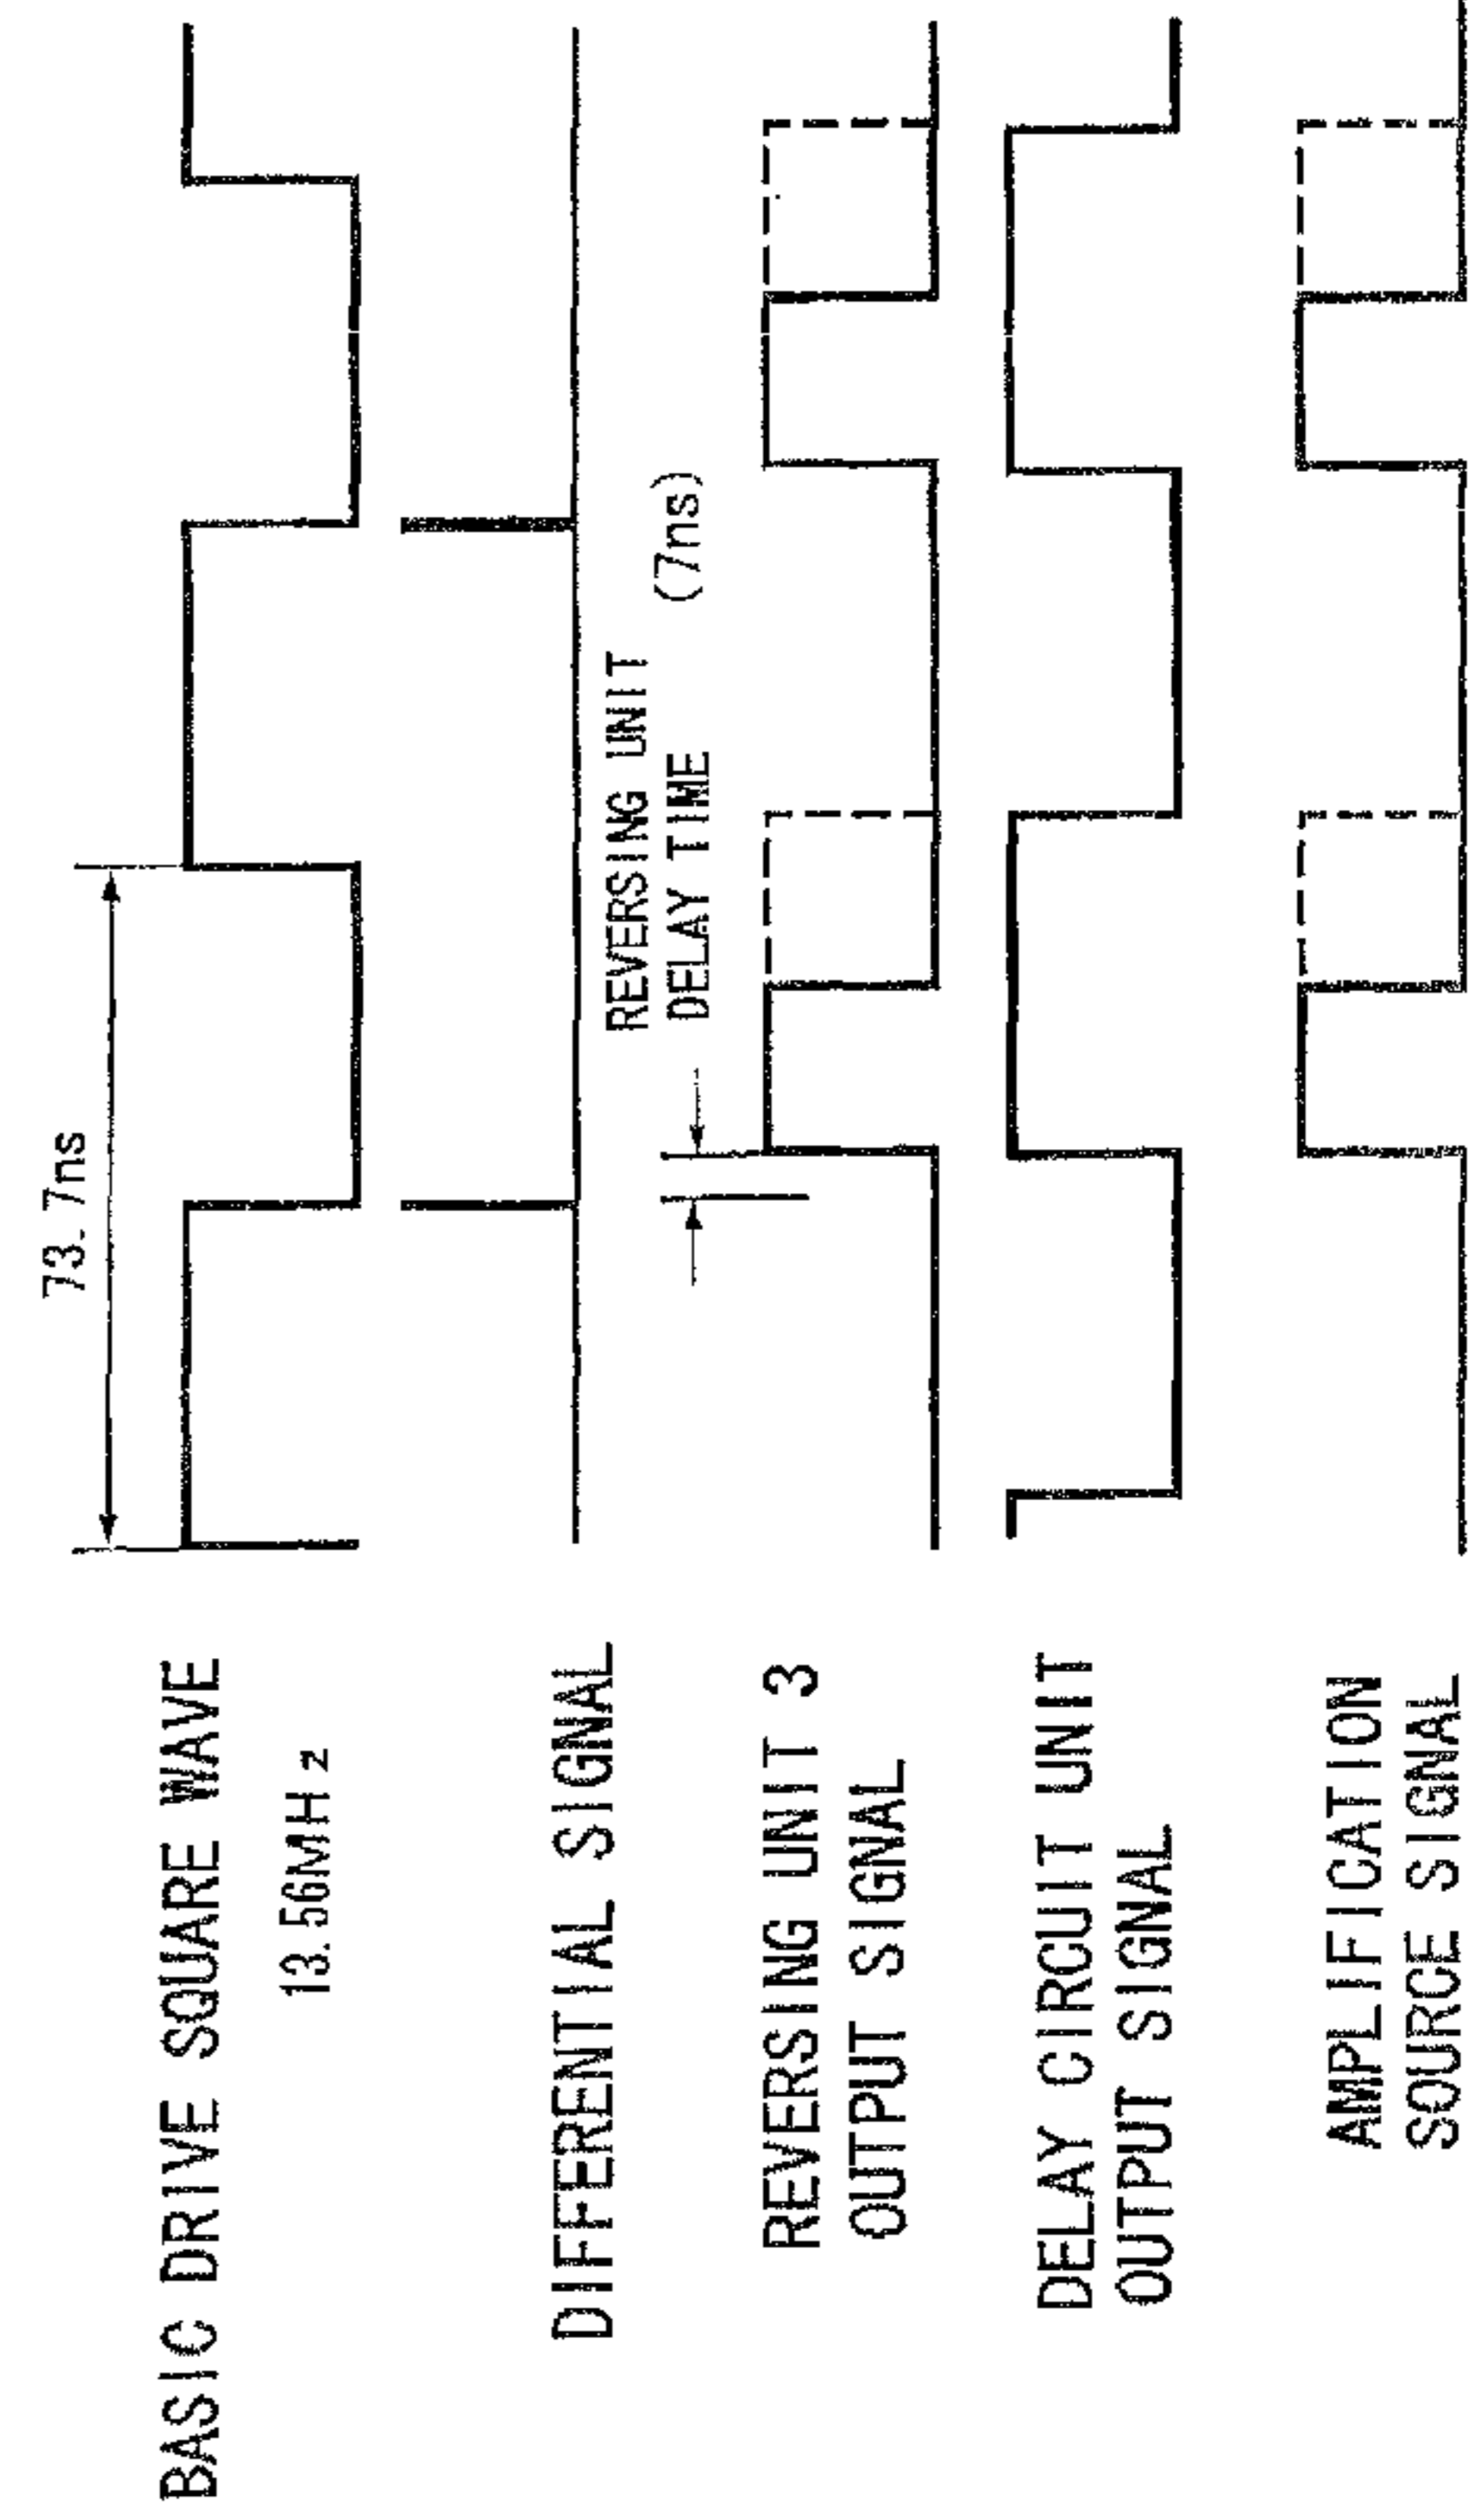 73.7ns
BASIC DRIVE SQUARE WAVE
13.56MHz
DIFFERENTIAL SIGNAL
REVERSING UNIT
DELAY TIME (7ns)
REVERSING UNIT 3
OUTPUT SIGNAL
DELAY CIRCUIT UNIT
OUTPUT SIGNAL
AMPLIFICATION
SOURCE SIGNAL